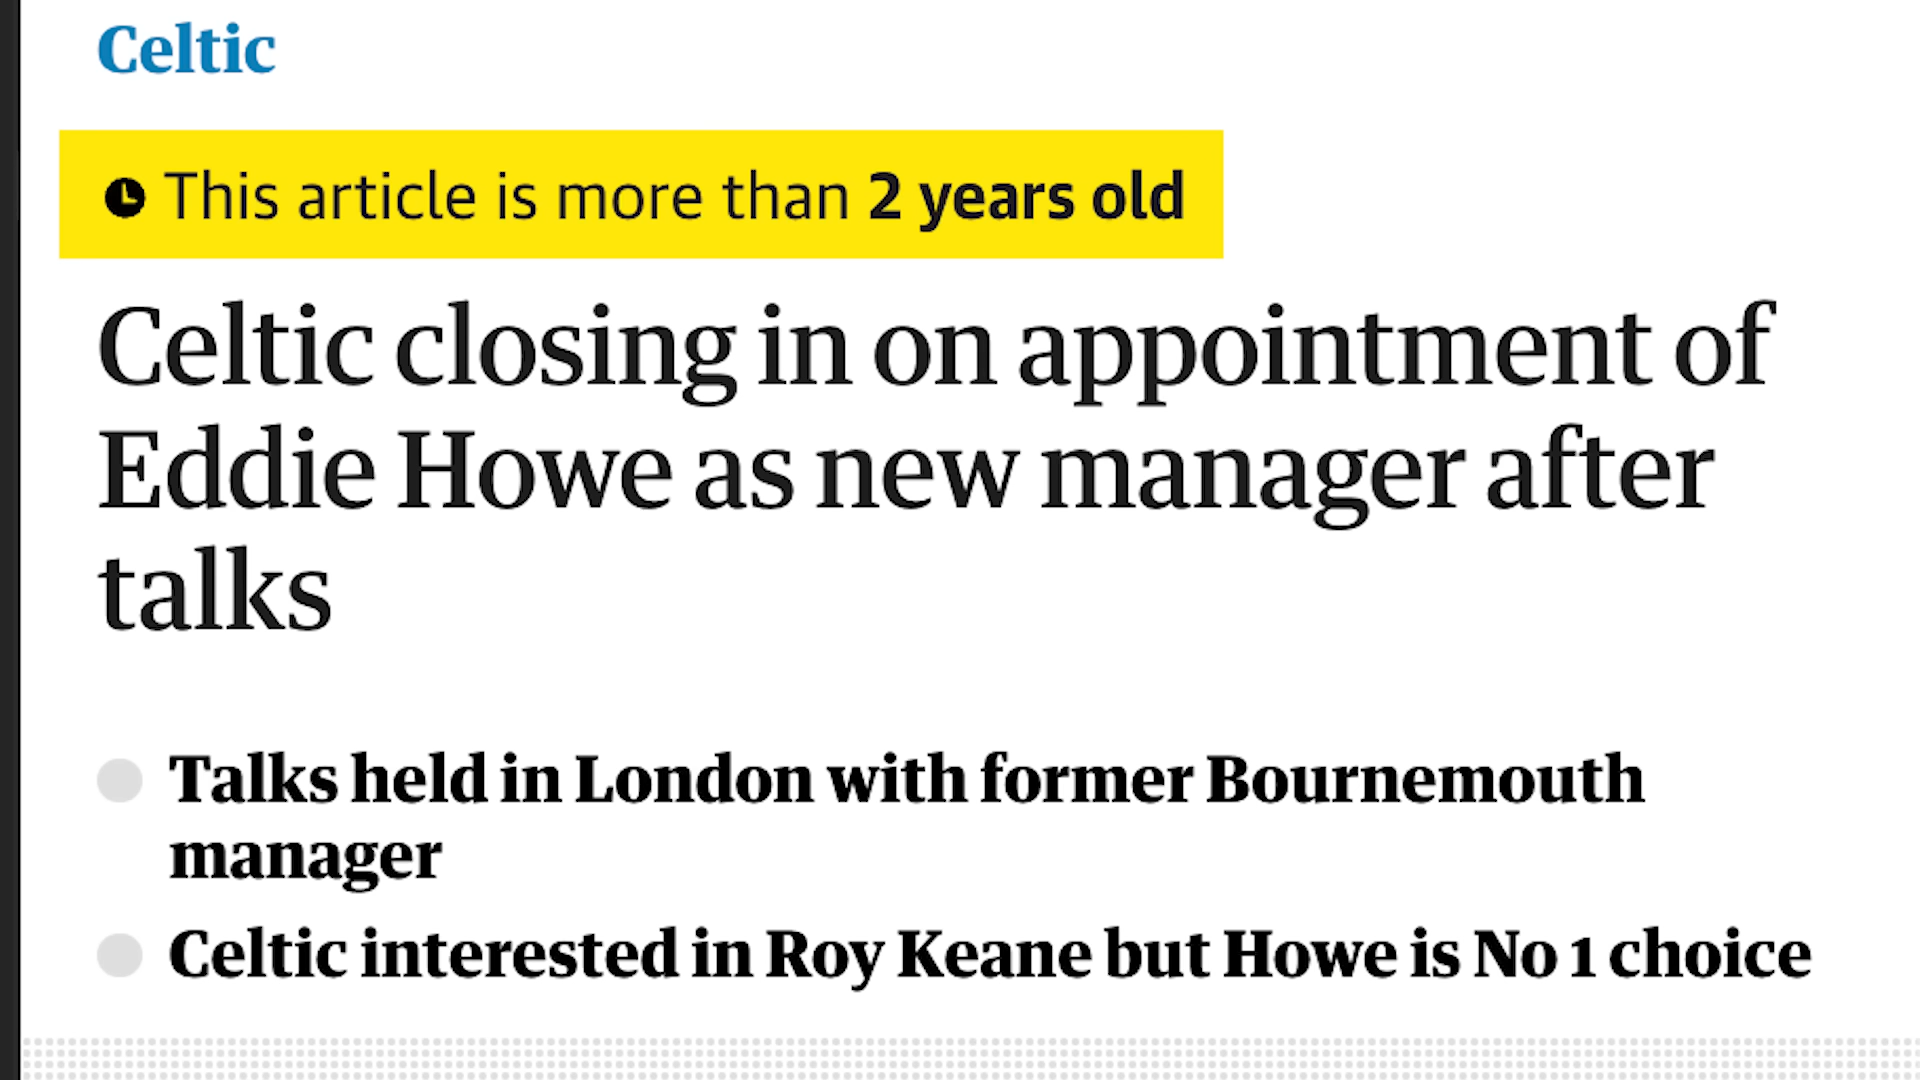 Celtic
This article is more than 2 years old
Celtic closing in on appointment of
Eddie Howe as new manager after
talks
Talks held in London with former Bournemouth
manager
Celtic interested in Roy Keane but Howe is No 1 choice